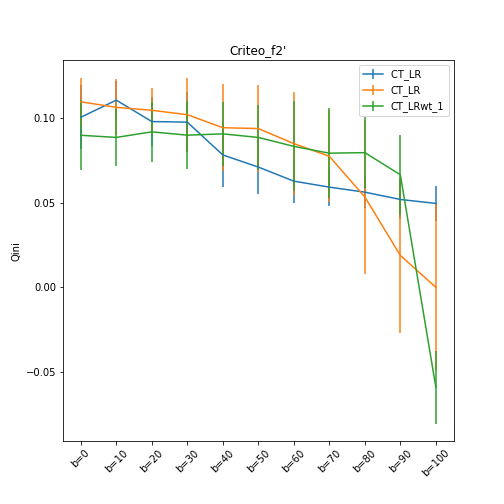 Criteo_f2'
CT_LR
CT_LR
CT_LRwt_1
Qini
0.10
0.05
0.00
−0.05
b=0
b=10
b=20
b=30
b=40
b=50
b=60
b=70
b=80
b=90
b=100